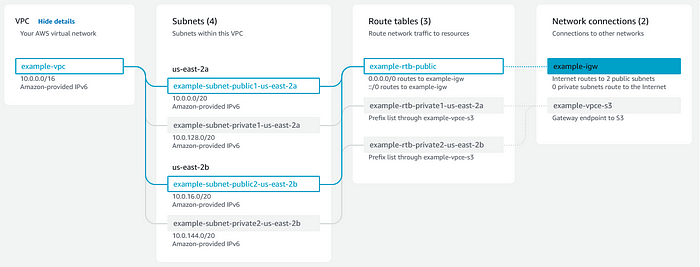 VPC Hide details
Your AWS virtual network
example-vpc
10.0.0.0/16
Amazon-provided IPv6
Subnets (4)
Subnets within this VPC
us-east-2a
example-subnet-public1-us-east-2a
10.0.0.0/20
Amazon-provided IPv6
example-subnet-private1-us-east-2a
10.0.128.0/20
Amazon-provided IPv6
us-east-2b
example-subnet-public2-us-east-2b
10.0.16.0/20
Amazon-provided IPv6
example-subnet-private2-us-east-2b
10.0.144.0/20
Amazon-provided IPv6
Route tables (3)
Route network traffic to resources
example-rtb-public
0.0.0.0/0 routes to example-igw
::/0 routes to example-igw
example-rtb-private1-us-east-2a
Prefix list through example-vpce-s3
example-rtb-private2-us-east-2b
Prefix list through example-vpce-s3
Network connections (2)
Connections to other networks
example-igw
Internet routes to 2 public subnets
0 private subnets route to the Internet
example-vpce-s3
Gateway endpoint to S3